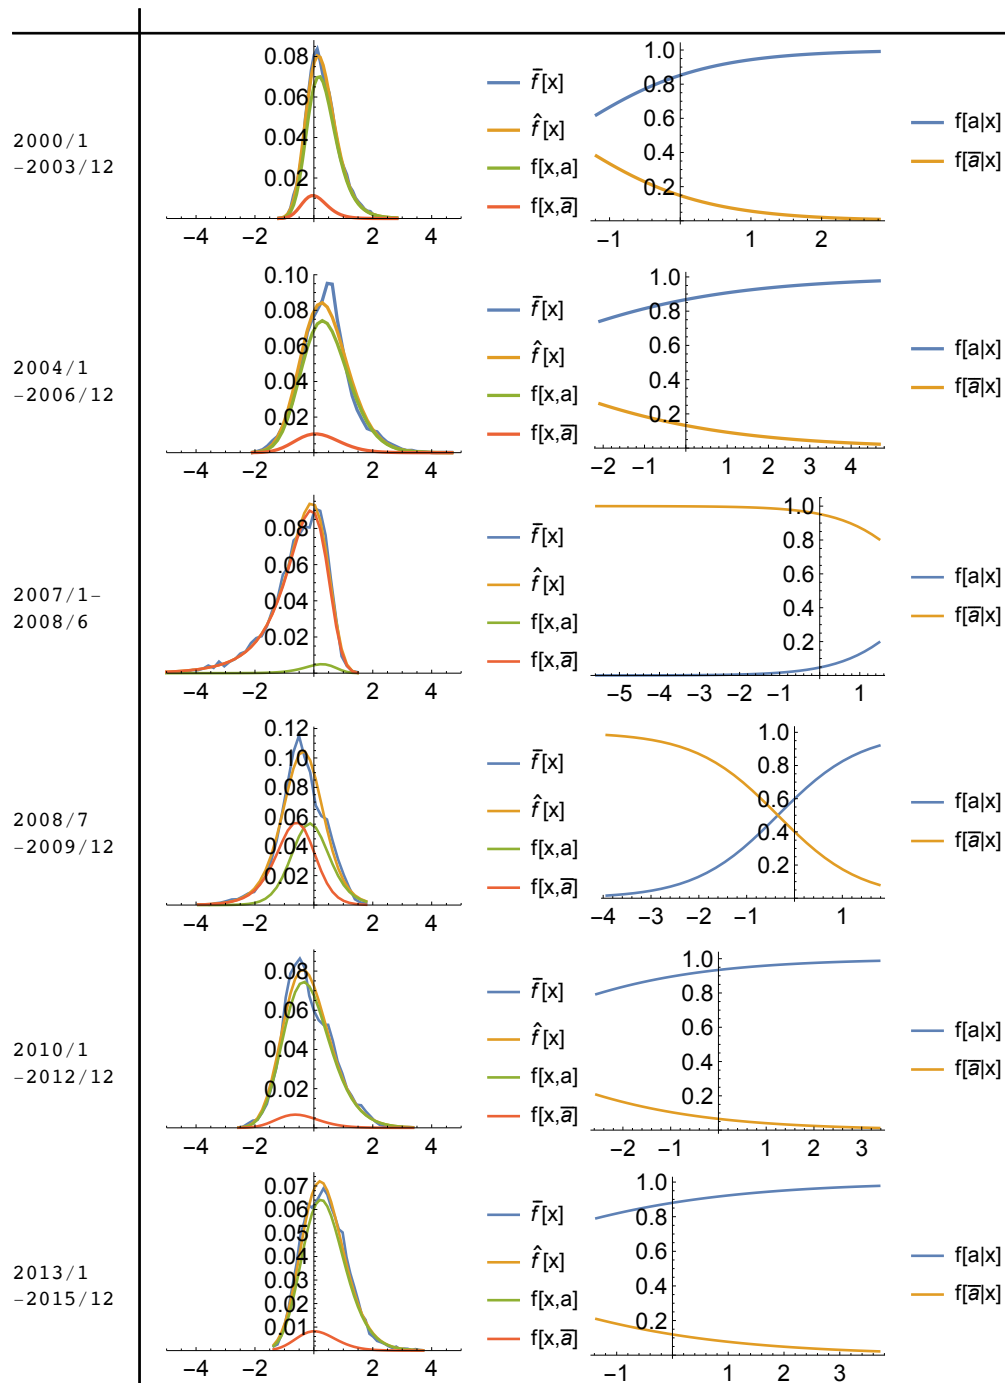 0.08
0.06
0.04
0.02
−4 −2 2 4
f̄[x]
f̂[x]
f[x,a]
f[x,a̅]
1.0
0.8
0.6
0.4
0.2
−1 1 2
f[a|x]
f[a̅|x]
2000/1
−2003/12
0.10
0.08
0.06
0.04
0.02
−4 −2 2 4
f̄[x]
f̂[x]
f[x,a]
f[x,a̅]
1.0
0.8
0.6
0.4
0.2
−2 −1 1 2 3 4
f[a|x]
f[a̅|x]
2004/1
−2006/12
0.08
0.06
0.04
0.02
−4 −2 2 4
f̄[x]
f̂[x]
f[x,a]
f[x,a̅]
1.0
0.8
0.6
0.4
0.2
−5 −4 −3 −2 −1 1
f[a|x]
f[a̅|x]
2007/1−
2008/6
0.12
0.10
0.08
0.06
0.04
0.02
−4 −2 2 4
f̄[x]
f̂[x]
f[x,a]
f[x,a̅]
1.0
0.8
0.6
0.4
0.2
−4 −3 −2 −1 1
f[a|x]
f[a̅|x]
2008/7
−2009/12
0.08
0.06
0.04
0.02
−4 −2 2 4
f̄[x]
f̂[x]
f[x,a]
f[x,a̅]
1.0
0.8
0.6
0.4
0.2
−2 −1 1 2 3
f[a|x]
f[a̅|x]
2010/1
−2012/12
0.07
0.06
0.05
0.04
0.03
0.02
0.01
−4 −2 2 4
f̄[x]
f̂[x]
f[x,a]
f[x,a̅]
1.0
0.8
0.6
0.4
0.2
−1 1 2 3
f[a|x]
f[a̅|x]
2013/1
−2015/12